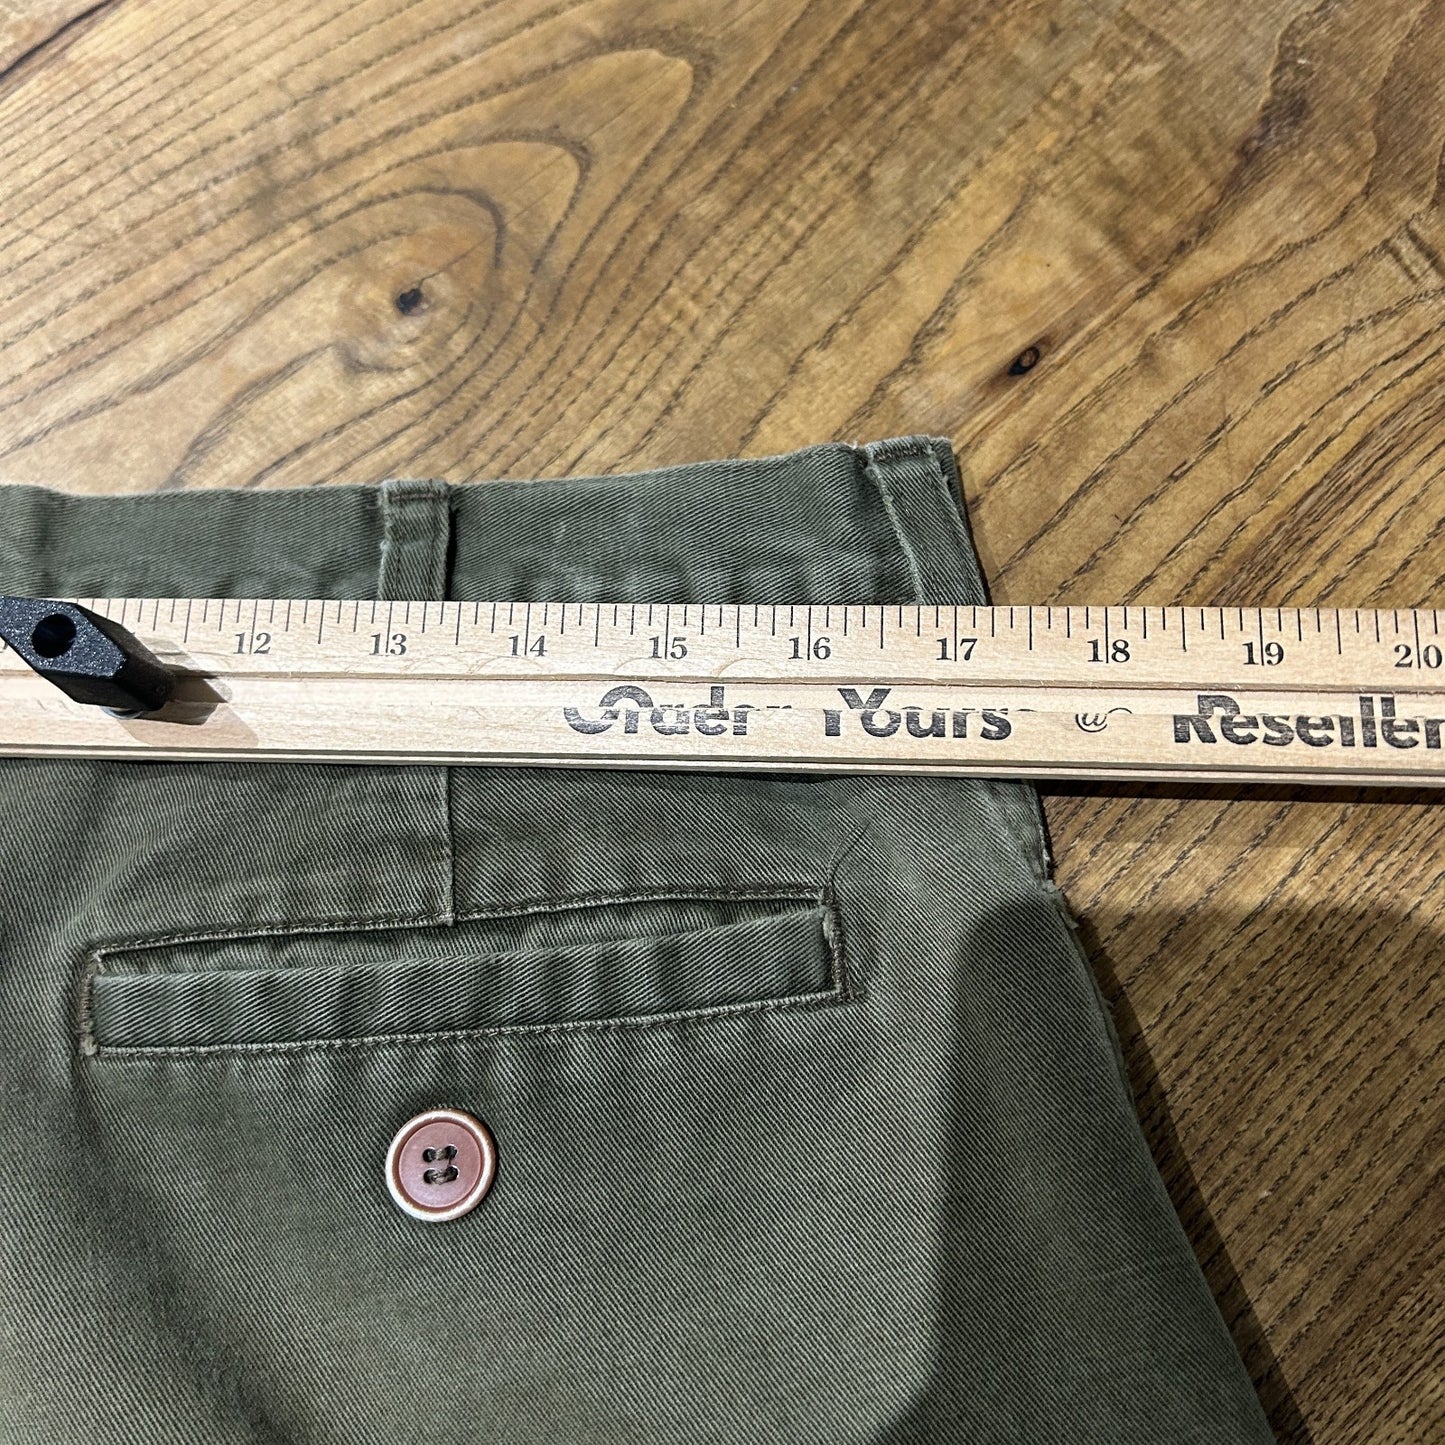 12 13 14 15 16 17 18 19 20
Order Yours @ Reseller